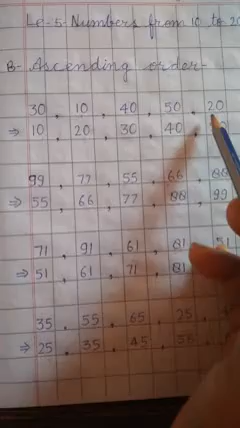 Le-5-Numbers from 10 to 20
B- Ascending order-
30, 10, 40, 50, 20
⇒ 10, 20, 30, 40,
99, 77, 55, 66, 88
⇒ 55, 66, 77, 88, 99
71, 91, 61, 81, 51
⇒ 51, 61, 71, 81
35, 55, 65, 25,
⇒ 25, 35, 45, 55,